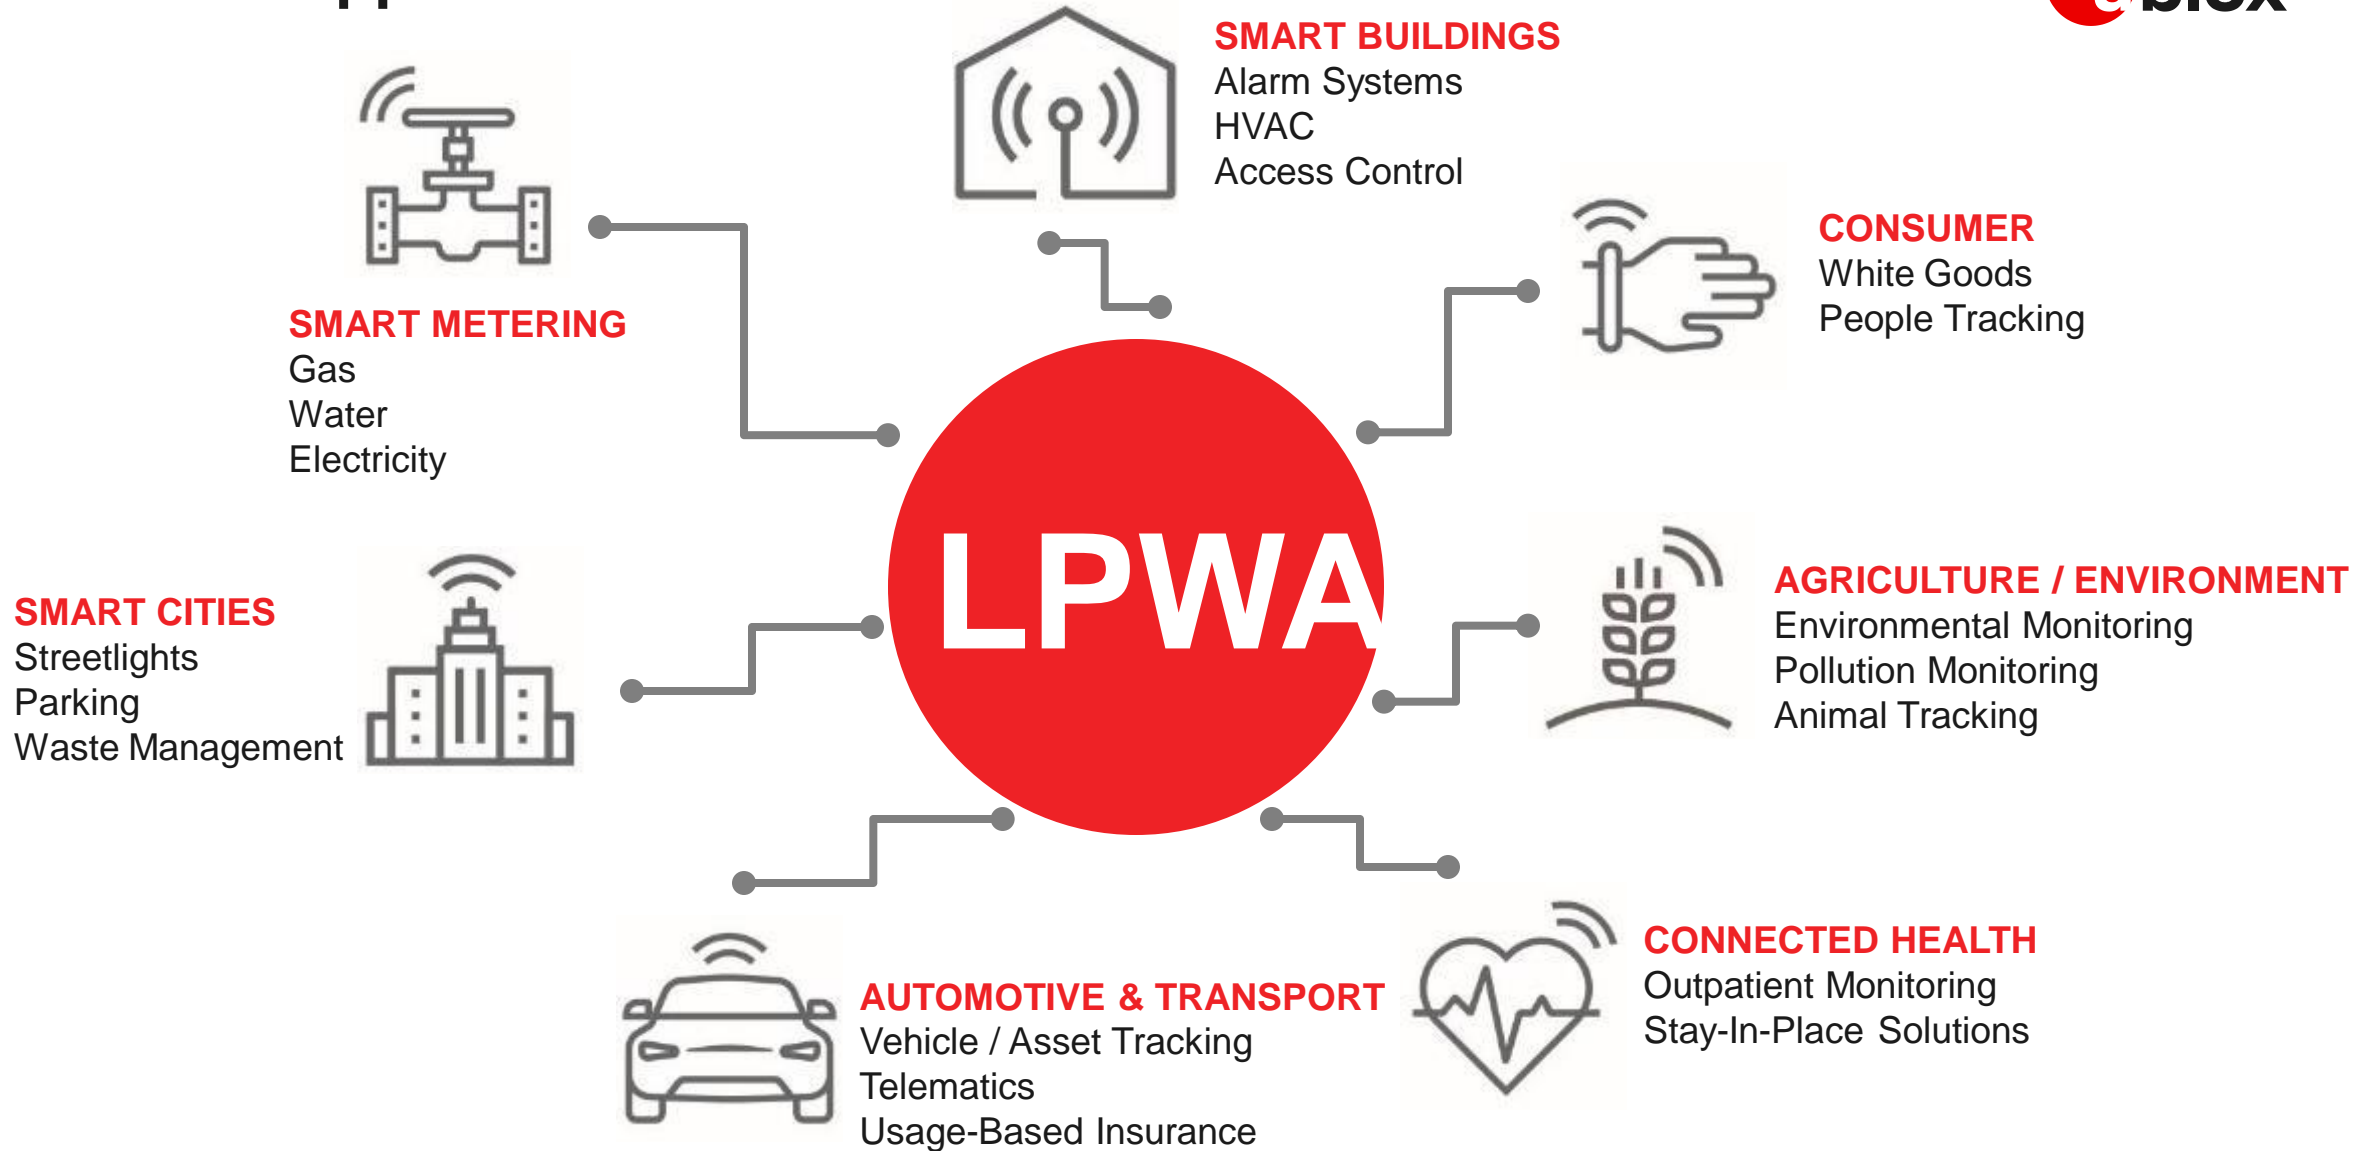 blox
SMART BUILDINGS
Alarm Systems
HVAC
Access Control
SMART METERING
Gas
Water
Electricity
CONSUMER
White Goods
People Tracking
LPWA
SMART CITIES
Streetlights
Parking
Waste Management
AGRICULTURE / ENVIRONMENT
Environmental Monitoring
Pollution Monitoring
Animal Tracking
AUTOMOTIVE & TRANSPORT
Vehicle / Asset Tracking
Telematics
Usage-Based Insurance
CONNECTED HEALTH
Outpatient Monitoring
Stay-In-Place Solutions